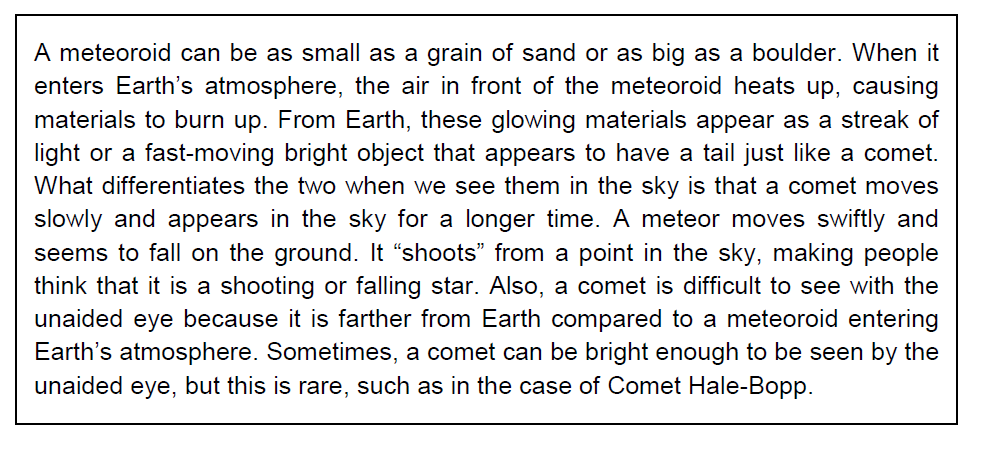 A meteoroid can be as small as a grain of sand or as big as a boulder. When it
enters Earth’s atmosphere, the air in front of the meteoroid heats up, causing
materials to burn up. From Earth, these glowing materials appear as a streak of
light or a fast-moving bright object that appears to have a tail just like a comet.
What differentiates the two when we see them in the sky is that a comet moves
slowly and appears in the sky for a longer time. A meteor moves swiftly and
seems to fall on the ground. It “shoots” from a point in the sky, making people
think that it is a shooting or falling star. Also, a comet is difficult to see with the
unaided eye because it is farther from Earth compared to a meteoroid entering
Earth’s atmosphere. Sometimes, a comet can be bright enough to be seen by the
unaided eye, but this is rare, such as in the case of Comet Hale-Bopp.